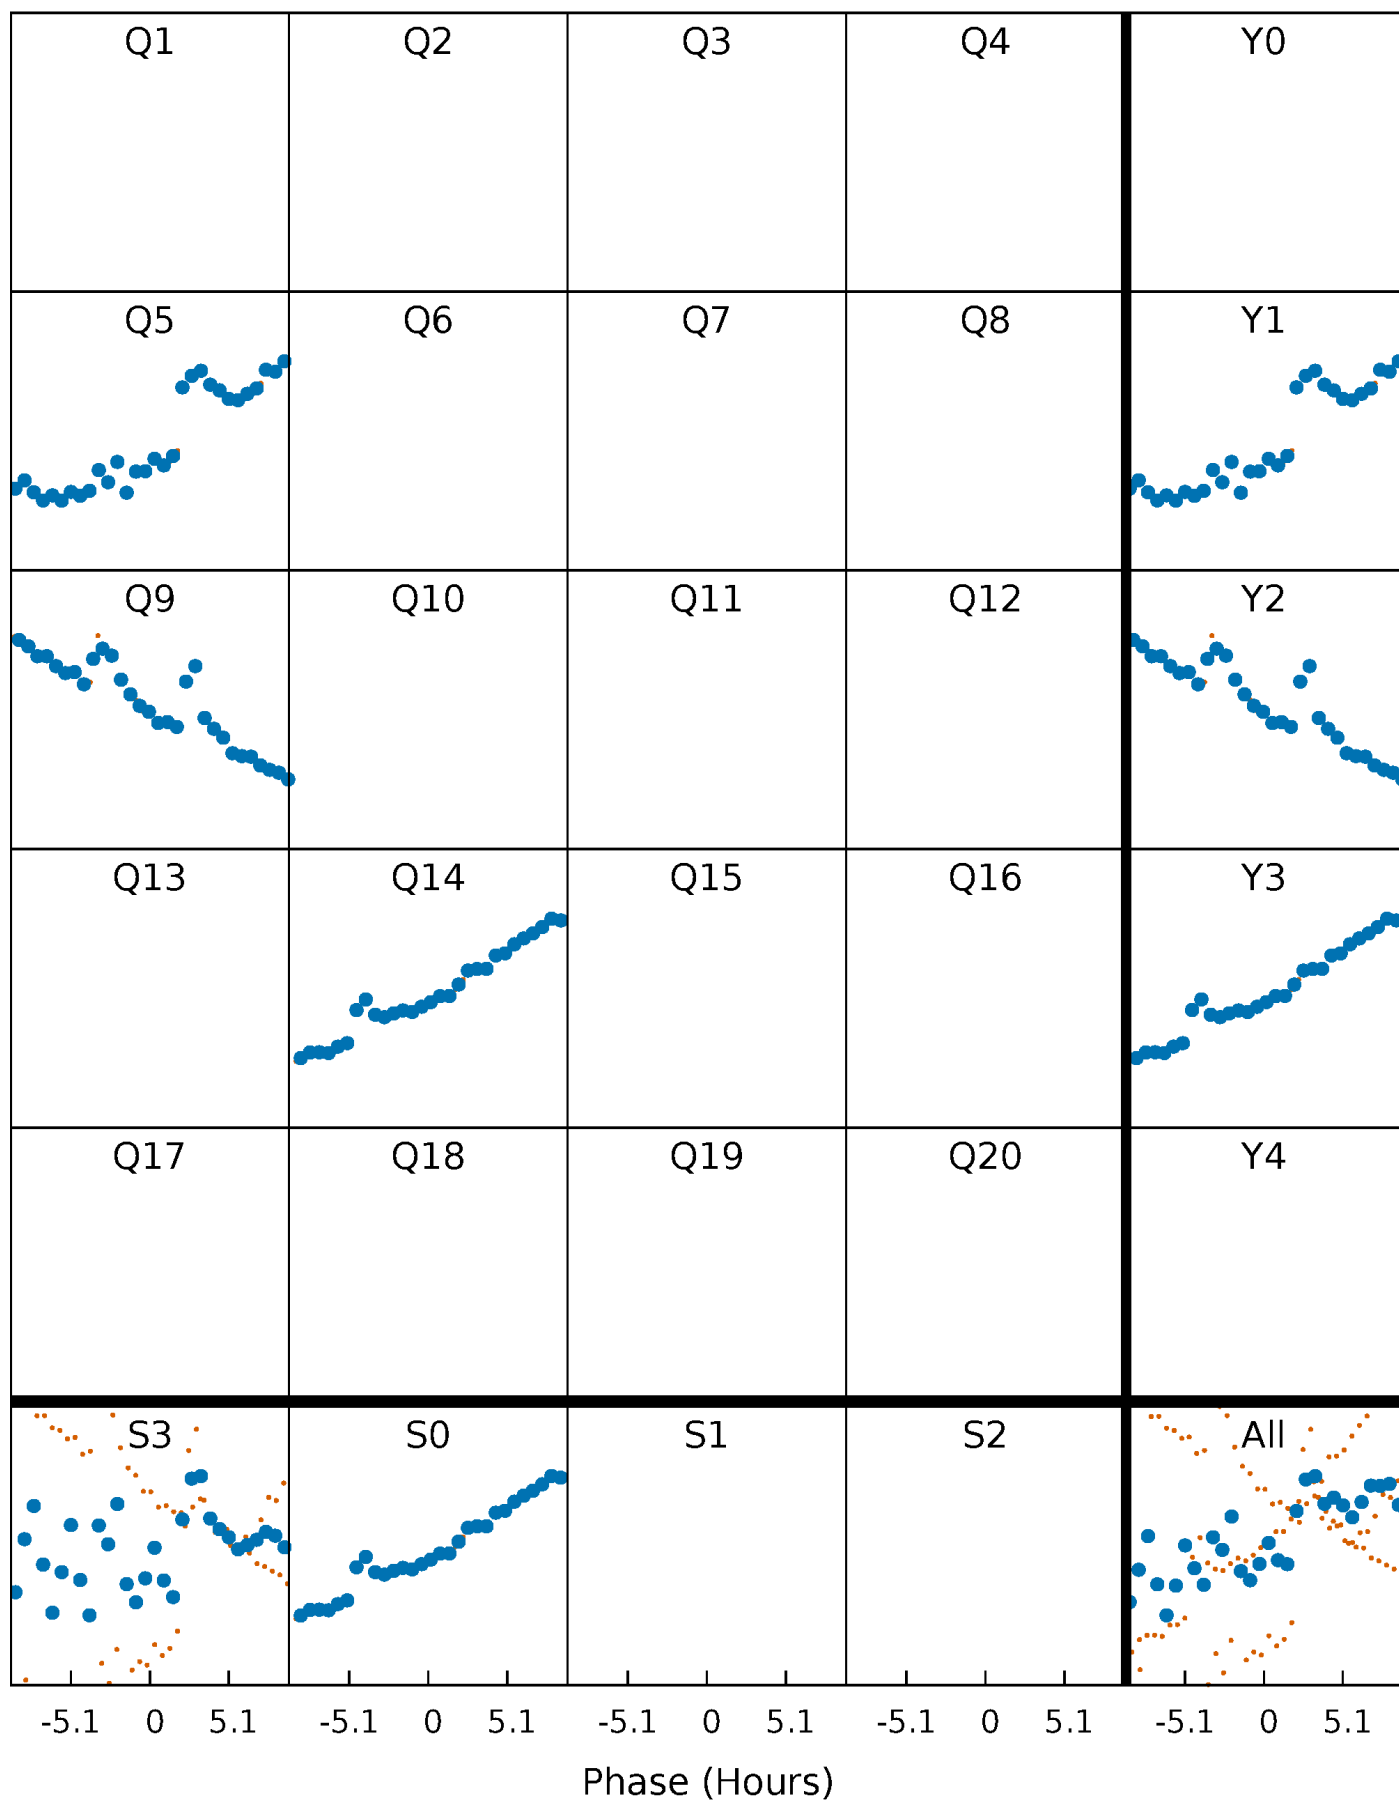 Q1 Q2 Q3 Q4 Y0
Q5 Q6 Q7 Q8 Y1
Q9 Q10 Q11 Q12 Y2
Q13 Q14 Q15 Q16 Y3
Q17 Q18 Q19 Q20 Y4
S3 S0 S1 S2 All
-5.1 0 5.1 -5.1 0 5.1 -5.1 0 5.1 -5.1 0 5.1 -5.1 0 5.1
Phase (Hours)